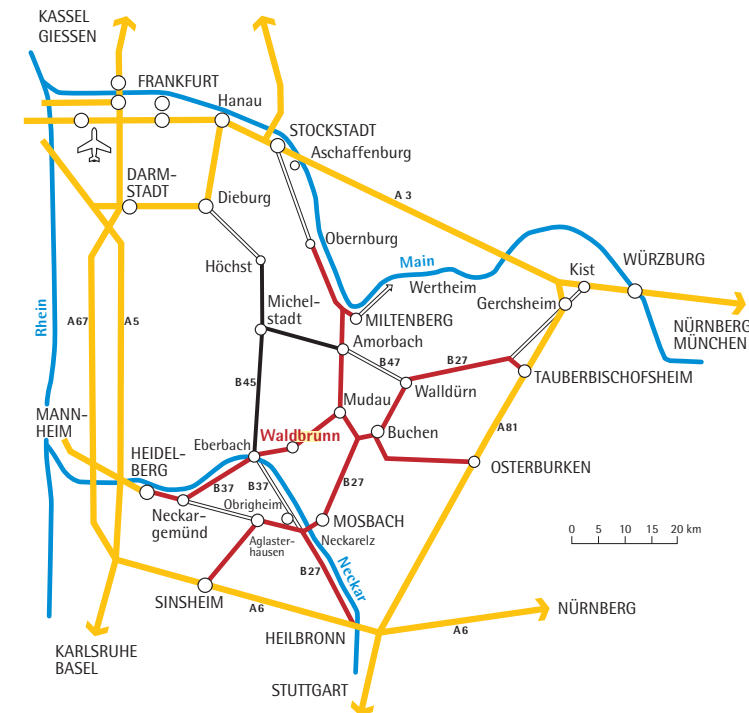 KASSEL
GIESSEN
FRANKFURT
Hanau
STOCKSTADT
Aschaffenburg
DARM-
STADT
Dieburg
A 3
Obernburg
Höchst
Main
Wertheim
Kist
WÜRZBURG
Gerchsheim
Michel-
stadt
MILTENBERG
NÜRNBERG
MÜNCHEN
Rhein
A67
A5
Amorbach
B47
B27
TAUBERBISCHOFSHEIM
B45
Walldürn
Mudau
MANN-
HEIM
Waldbrunn
Buchen
A81
Eberbach
HEIDEL-
BERG
OSTERBURKEN
B37
B37
B27
Obrigheim
MOSBACH
Neckar-
gemünd
Aglaster-
hausen
Neckarelz
0 5 10 15 20 km
B27
Neckar
SINSHEIM
A6
NÜRNBERG
HEILBRONN
A6
KARLSRUHE
BASEL
STUTTGART